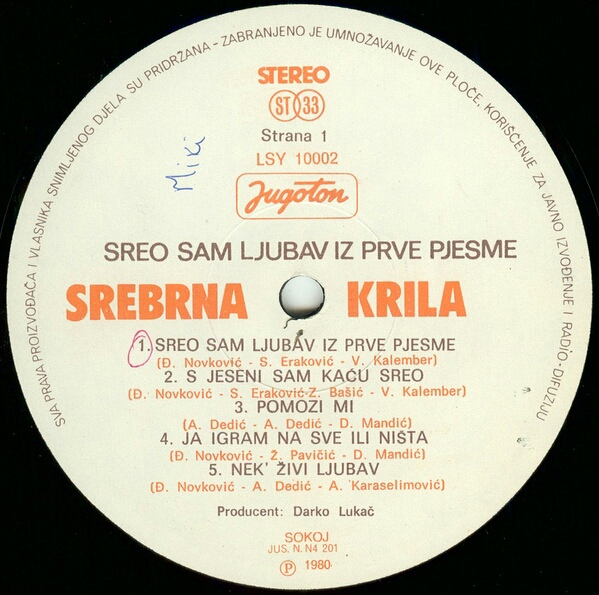 SVA PRAVA PROIZVOĐAČA I VLASNIKA SNIMLJENOG DJELA SU PRIDRŽANA - ZABRANJENO JE UMNOŽAVANJE OVE PLOČE, KORIŠĆENJE ZA JAVNO IZVOĐENJE I RADIO-DIFUZIJU
STEREO
ST 33
Strana 1
LSY 10002
Miki
Jugoton
SREO SAM LJUBAV IZ PRVE PJESME
SREBRNA KRILA
1. SREO SAM LJUBAV IZ PRVE PJESME
(Đ. Novković - S. Eraković - V. Kalember)
2. S JESENI SAM KAĆU SREO
(Đ. Novković - S. Eraković-Z. Bašić - V. Kalember)
3. POMOZI MI
(A. Dedić - A. Dedić - D. Mandić)
4. JA IGRAM NA SVE ILI NIŠTA
(Đ. Novković - Ž. Pavičić - D. Mandić)
5. NEK' ŽIVI LJUBAV
(Đ. Novković - A. Dedić - A. Karaselimović)
Producent: Darko Lukač
SOKOJ
JUS. N. N4 201
Ⓟ 1980